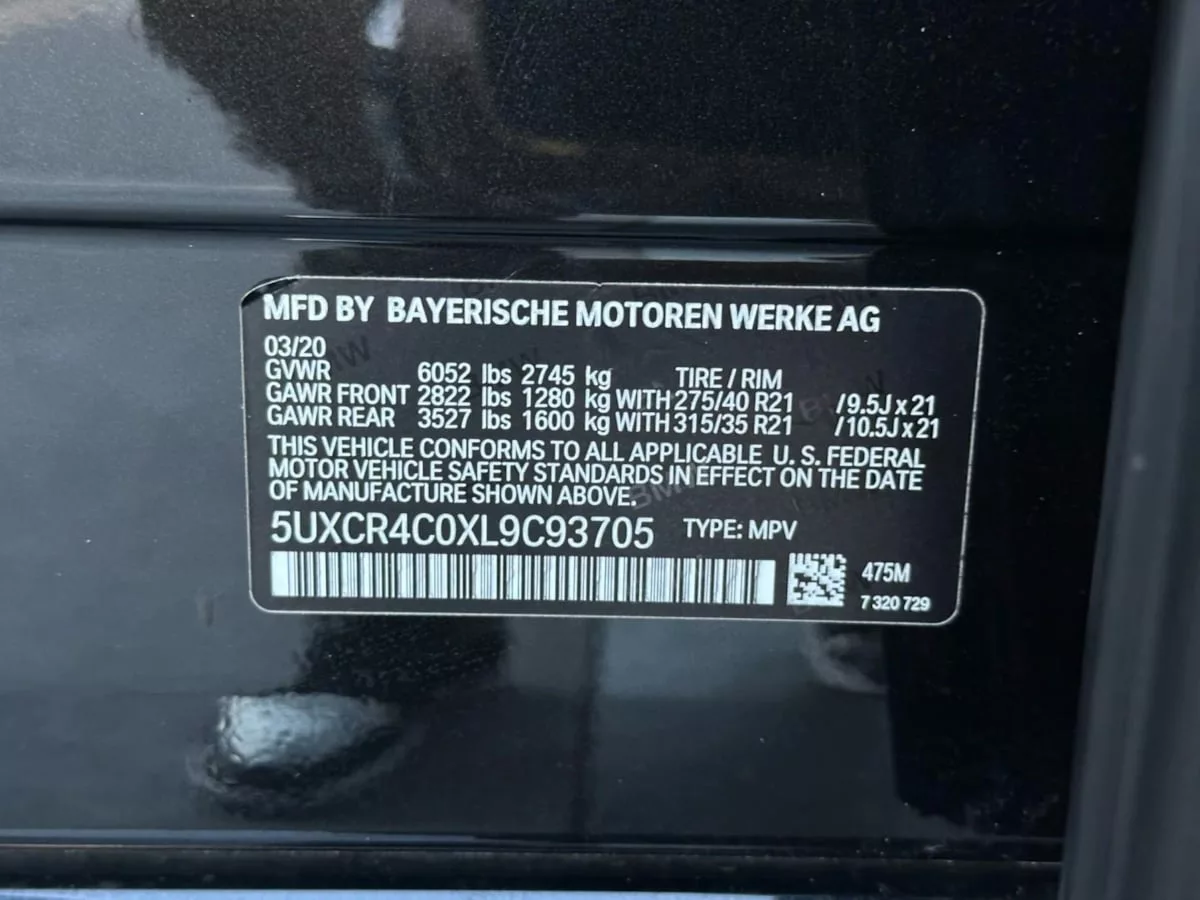 MFD BY BAYERISCHE MOTOREN WERKE AG
03/20
GVWR 6052 lbs 2745 kg TIRE / RIM
GAWR FRONT 2822 lbs 1280 kg WITH 275/40 R21 /9.5J x 21
GAWR REAR 3527 lbs 1600 kg WITH 315/35 R21 /10.5J x 21
THIS VEHICLE CONFORMS TO ALL APPLICABLE U. S. FEDERAL
MOTOR VEHICLE SAFETY STANDARDS IN EFFECT ON THE DATE
OF MANUFACTURE SHOWN ABOVE.
5UXCR4C0XL9C93705 TYPE: MPV
475M
7 320 729